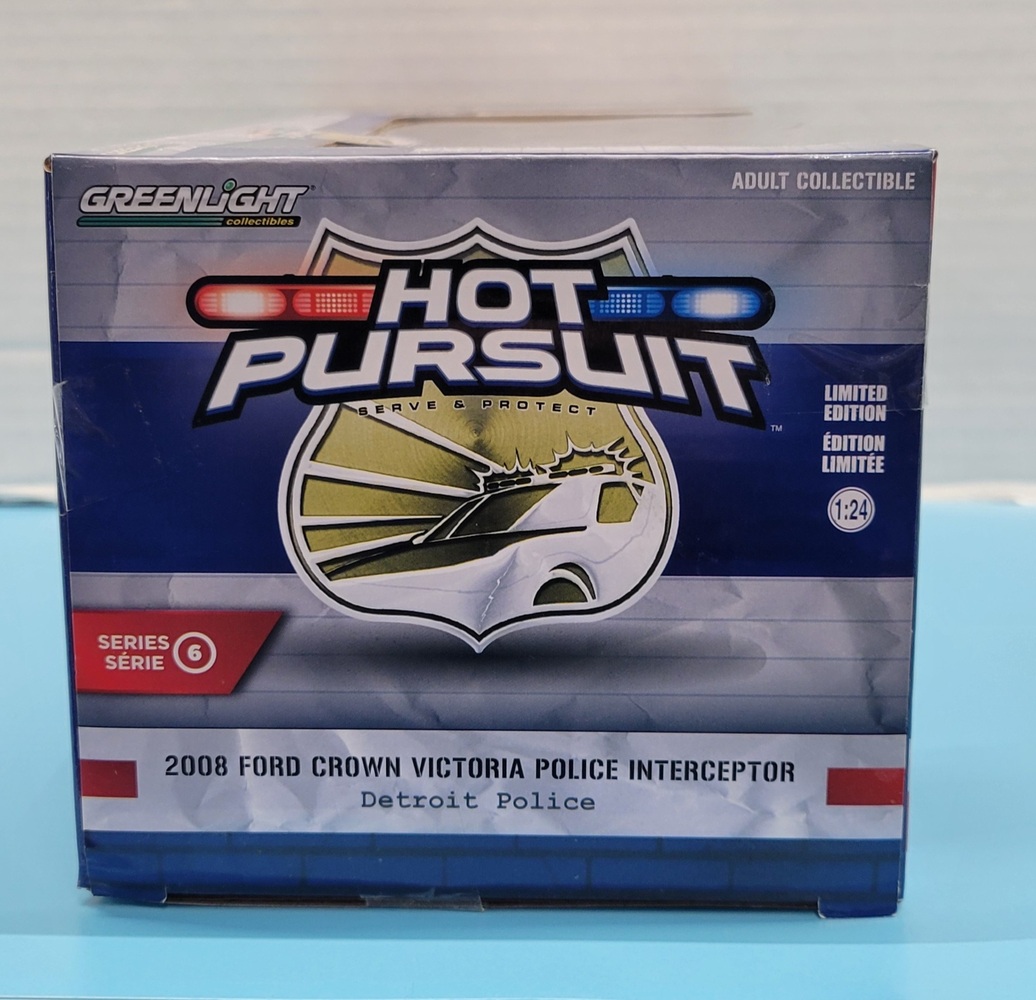 GREENLiGHT®
collectibles
ADULT COLLECTIBLE
HOT
PURSUIT™
SERVE & PROTECT
LIMITED
EDITION
ÉDITION
LIMITÉE
1:24
SERIES 6
SÉRIE
2008 FORD CROWN VICTORIA POLICE INTERCEPTOR
Detroit Police